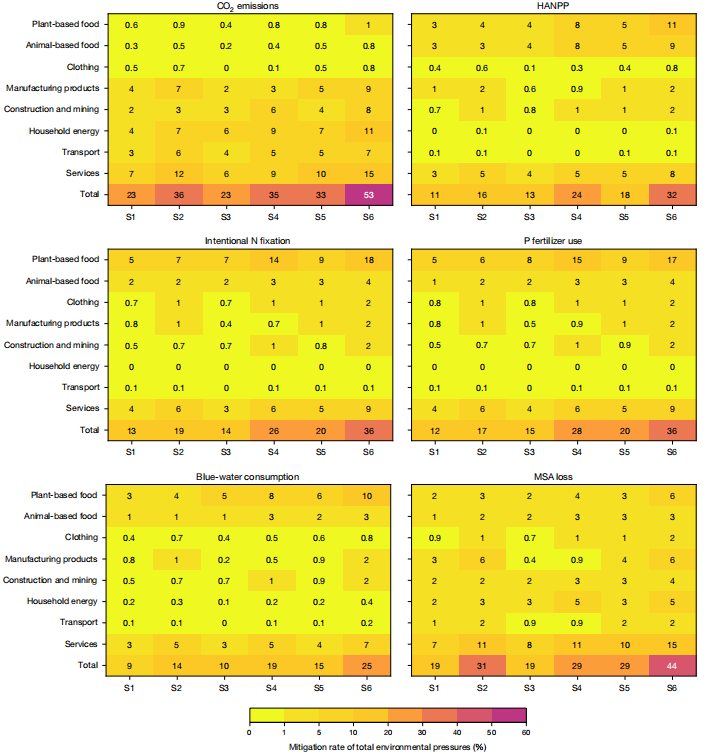 CO2 emissions
HANPP
Plant-based food 0.6 0.9 0.4 0.8 0.8 1 3 4 4 8 5 11
Animal-based food 0.3 0.5 0.2 0.4 0.5 0.8 3 3 4 8 5 9
Clothing 0.5 0.7 0 0.1 0.5 0.8 0.4 0.6 0.1 0.3 0.4 0.8
Manufacturing products 4 7 2 3 5 9 1 2 0.6 0.9 1 2
Construction and mining 2 3 3 6 4 8 0.7 1 0.8 1 1 2
Household energy 4 7 6 9 7 11 0 0.1 0 0 0 0.1
Transport 3 6 4 5 5 7 0.1 0.1 0 0 0.1 0.1
Services 7 12 6 9 10 15 3 5 4 5 5 8
Total 23 36 23 35 33 53 11 16 13 24 18 32
S1 S2 S3 S4 S5 S6 S1 S2 S3 S4 S5 S6
Intentional N fixation
P fertilizer use
Plant-based food 5 7 7 14 9 18 5 6 8 15 9 17
Animal-based food 2 2 2 3 3 4 1 2 2 3 3 4
Clothing 0.7 1 0.7 1 1 2 0.8 1 0.8 1 1 2
Manufacturing products 0.8 1 0.4 0.7 1 2 0.8 1 0.5 0.9 1 2
Construction and mining 0.5 0.7 0.7 1 0.8 2 0.5 0.7 0.7 1 0.9 2
Household energy 0 0 0 0 0 0 0 0 0 0 0 0
Transport 0.1 0.1 0 0.1 0.1 0.1 0.1 0.1 0 0.1 0.1 0.1
Services 4 6 3 6 5 9 4 6 4 6 5 9
Total 13 19 14 26 20 36 12 17 15 28 20 36
S1 S2 S3 S4 S5 S6 S1 S2 S3 S4 S5 S6
Blue-water consumption
MSA loss
Plant-based food 3 4 5 8 6 10 2 3 2 4 3 6
Animal-based food 1 1 1 3 2 3 1 2 2 3 3 3
Clothing 0.4 0.7 0.4 0.5 0.6 0.8 0.9 1 0.7 1 1 2
Manufacturing products 0.8 1 0.2 0.5 0.9 2 3 6 0.4 0.9 4 6
Construction and mining 0.5 0.7 0.7 1 0.9 2 2 2 2 3 3 4
Household energy 0.2 0.3 0.1 0.2 0.2 0.4 2 3 3 5 3 5
Transport 0.1 0.1 0 0.1 0.1 0.2 1 2 0.9 0.9 2 2
Services 3 5 3 5 4 7 7 11 8 11 10 15
Total 9 14 10 19 15 25 19 31 19 29 29 44
S1 S2 S3 S4 S5 S6 S1 S2 S3 S4 S5 S6
0 1 5 10 20 30 40 50 60
Mitigation rate of total environmental pressures (%)